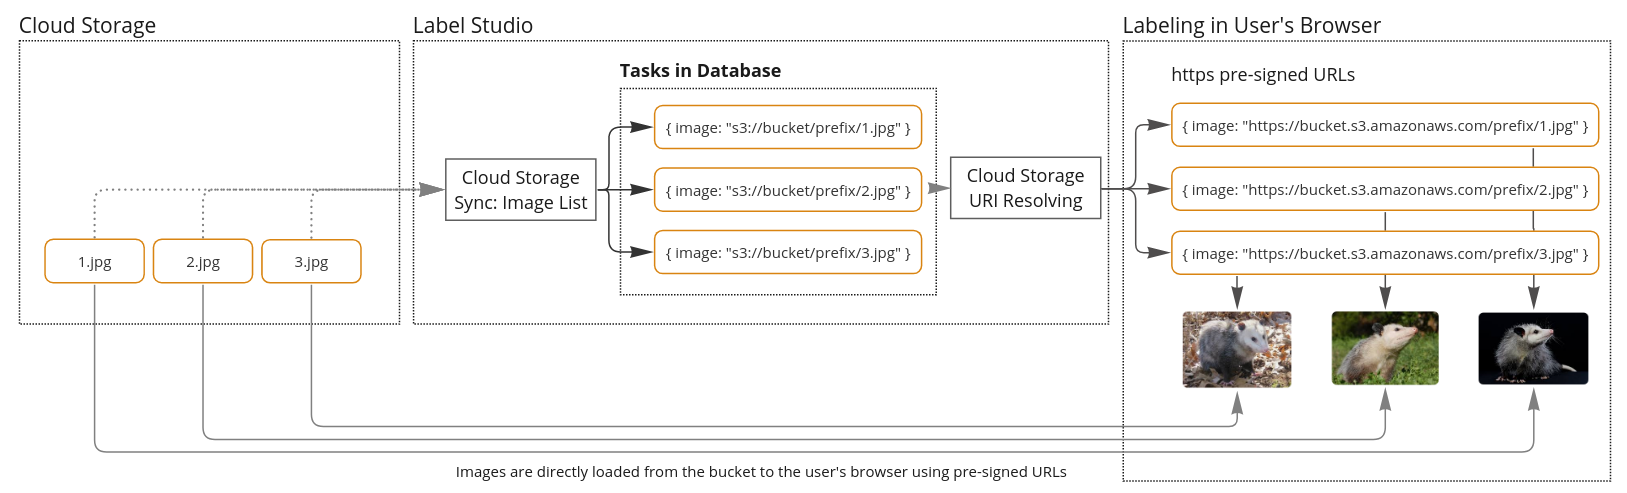 Cloud Storage
1.jpg
2.jpg
3.jpg
Label Studio
Cloud Storage
Sync: Image List
Tasks in Database
{ image: "s3://bucket/prefix/1.jpg" }
{ image: "s3://bucket/prefix/2.jpg" }
{ image: "s3://bucket/prefix/3.jpg" }
Cloud Storage
URI Resolving
Labeling in User's Browser
https pre-signed URLs
{ image: "https://bucket.s3.amazonaws.com/prefix/1.jpg" }
{ image: "https://bucket.s3.amazonaws.com/prefix/2.jpg" }
{ image: "https://bucket.s3.amazonaws.com/prefix/3.jpg" }
Images are directly loaded from the bucket to the user's browser using pre-signed URLs